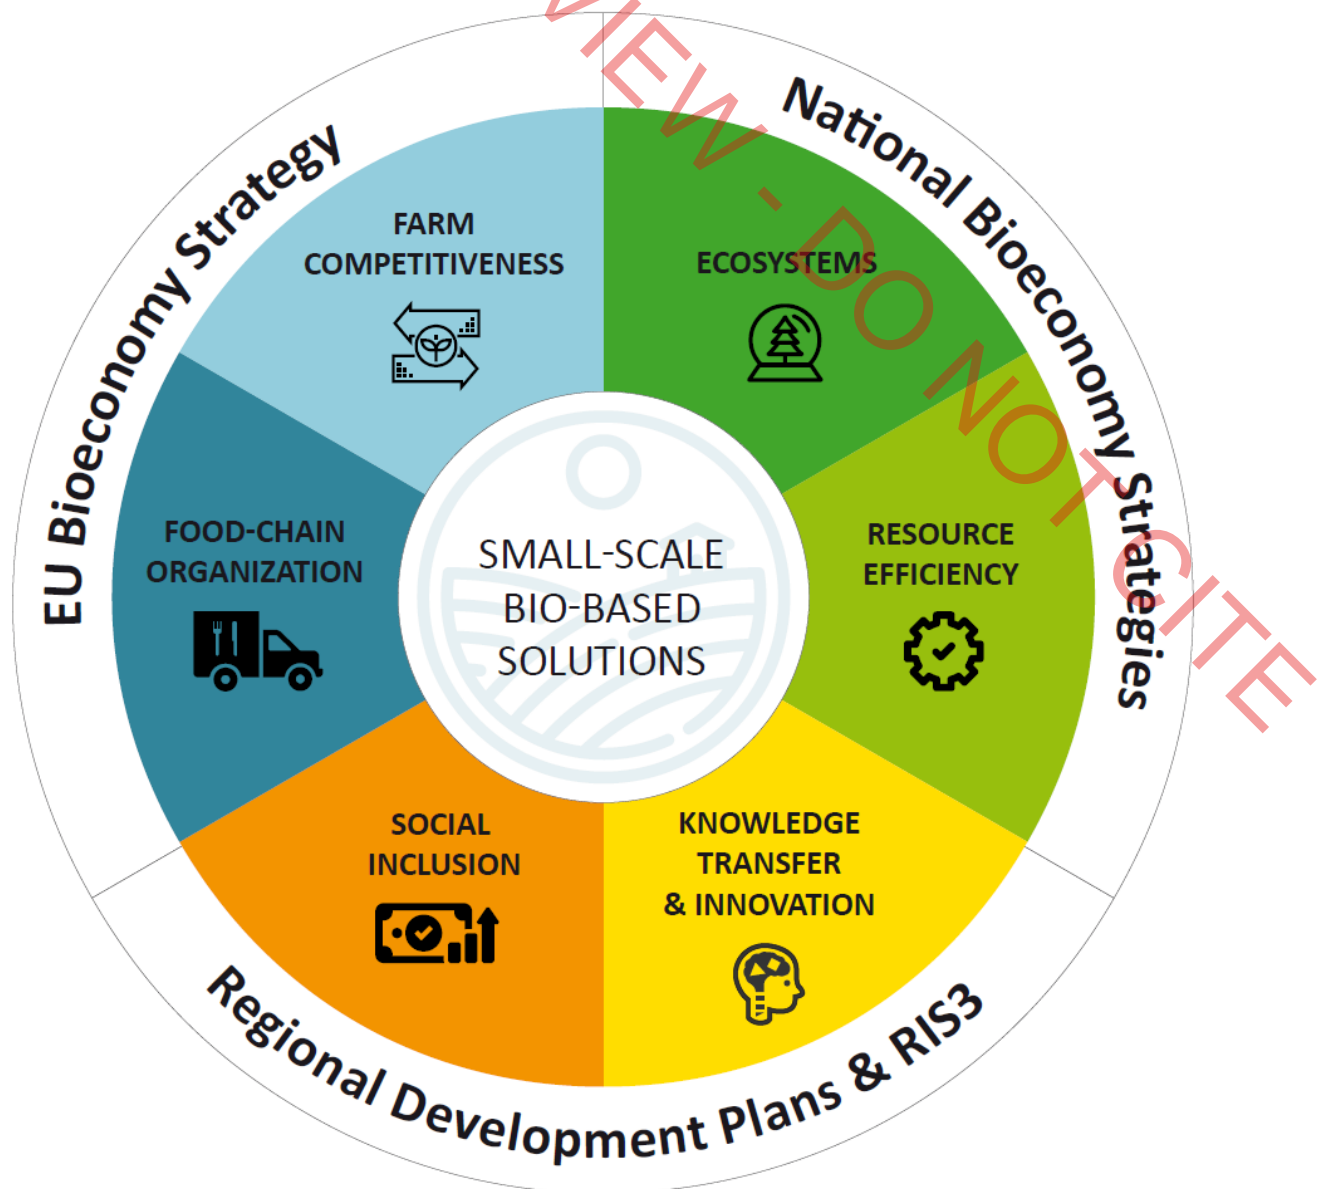 VIEW - DO NOT CITE
EU Bioeconomy Strategy
National Bioeconomy Strategies
FARM
COMPETITIVENESS
ECOSYSTEMS
FOOD-CHAIN
ORGANIZATION
SMALL-SCALE
BIO-BASED
SOLUTIONS
RESOURCE
EFFICIENCY
SOCIAL
INCLUSION
KNOWLEDGE
TRANSFER
& INNOVATION
Regional Development Plans & RIS3